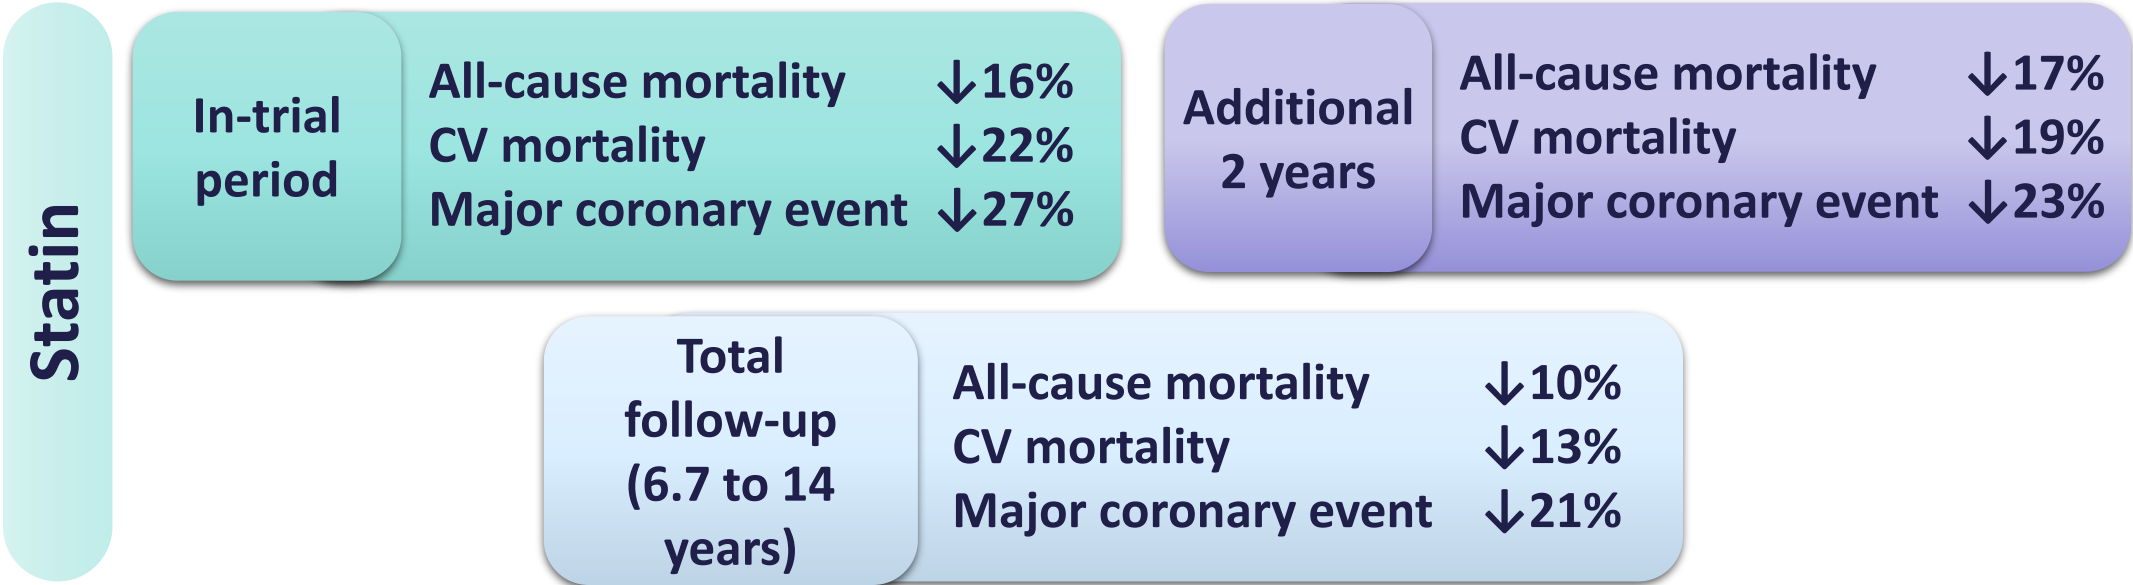 Statin
In-trial
period
All-cause mortality ↓16%
CV mortality ↓22%
Major coronary event ↓27%
Additional
2 years
All-cause mortality ↓17%
CV mortality ↓19%
Major coronary event ↓23%
Total
follow-up
(6.7 to 14
years)
All-cause mortality ↓10%
CV mortality ↓13%
Major coronary event ↓21%